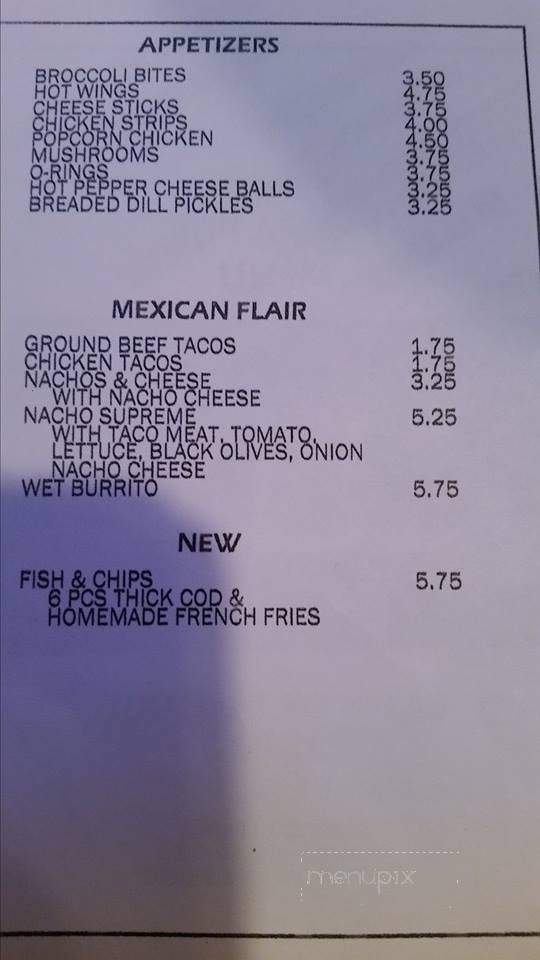 APPETIZERS
BROCCOLI BITES 3.50
HOT WINGS 4.75
CHEESE STICKS 3.75
CHICKEN STRIPS 4.00
POPCORN CHICKEN 4.50
MUSHROOMS 3.75
O-RINGS 3.75
HOT PEPPER CHEESE BALLS 3.25
BREADED DILL PICKLES 3.25
MEXICAN FLAIR
GROUND BEEF TACOS 1.75
CHICKEN TACOS 1.75
NACHOS & CHEESE 3.25
WITH NACHO CHEESE
NACHO SUPREME 5.25
WITH TACO MEAT, TOMATO,
LETTUCE, BLACK OLIVES, ONION
NACHO CHEESE
WET BURRITO 5.75
NEW
FISH & CHIPS 5.75
6 PCS THICK COD &
HOMEMADE FRENCH FRIES
menupix